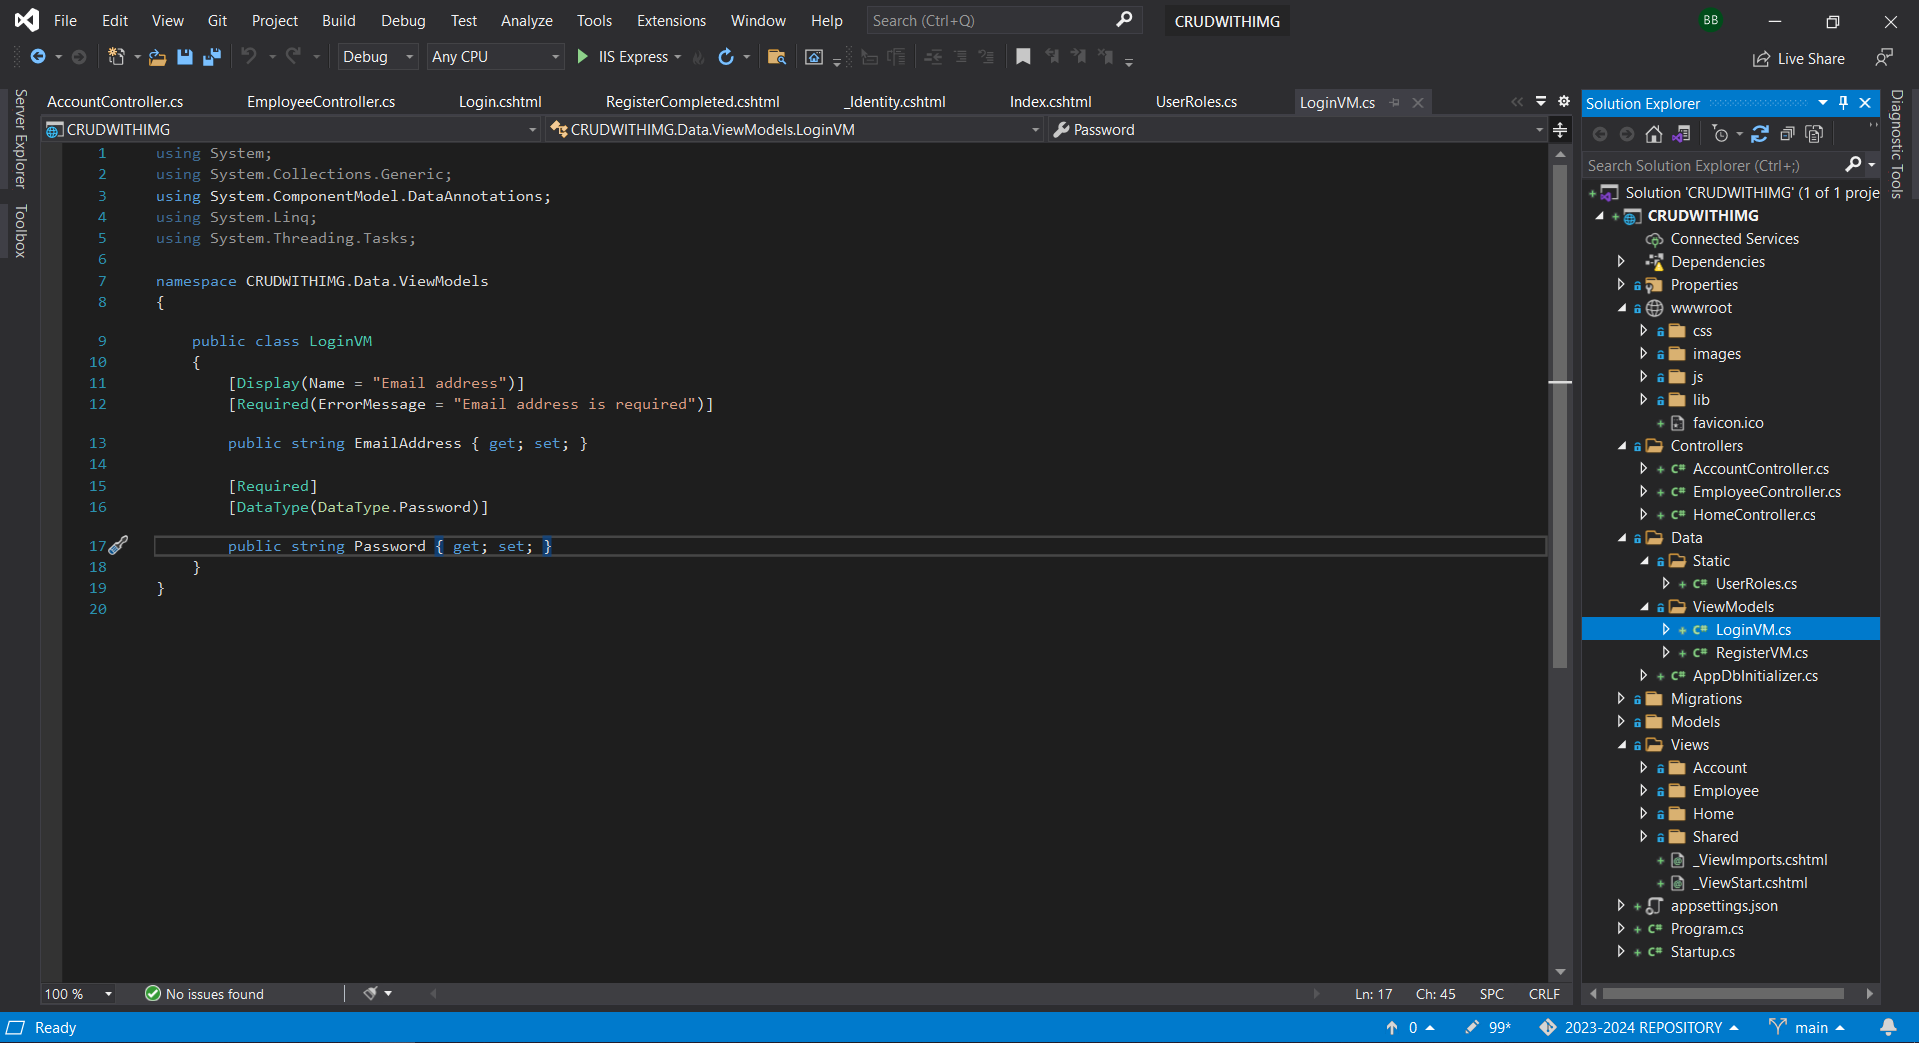 File Edit View Git Project Build Debug Test Analyze Tools Extensions Window Help Search (Ctrl+Q) CRUDWITHIMG BB
Debug Any CPU IIS Express Live Share
Server Explorer
Toolbox
AccountController.cs EmployeeController.cs Login.cshtml RegisterCompleted.cshtml _Identity.cshtml Index.cshtml UserRoles.cs LoginVM.cs
CRUDWITHIMG CRUDWITHIMG.Data.ViewModels.LoginVM Password
1 using System;
2 using System.Collections.Generic;
3 using System.ComponentModel.DataAnnotations;
4 using System.Linq;
5 using System.Threading.Tasks;
6
7 namespace CRUDWITHIMG.Data.ViewModels
8 {
9 public class LoginVM
10 {
11 [Display(Name = "Email address")]
12 [Required(ErrorMessage = "Email address is required")]
13 public string EmailAddress { get; set; }
14
15 [Required]
16 [DataType(DataType.Password)]
17 public string Password { get; set; }
18 }
19 }
20
100 % No issues found Ln: 17 Ch: 45 SPC CRLF
Solution Explorer
Search Solution Explorer (Ctrl+;)
Solution 'CRUDWITHIMG' (1 of 1 proje
CRUDWITHIMG
Connected Services
Dependencies
Properties
wwwroot
css
images
js
lib
favicon.ico
Controllers
C# AccountController.cs
C# EmployeeController.cs
C# HomeController.cs
Data
Static
C# UserRoles.cs
ViewModels
C# LoginVM.cs
C# RegisterVM.cs
C# AppDbInitializer.cs
Migrations
Models
Views
Account
Employee
Home
Shared
_ViewImports.cshtml
_ViewStart.cshtml
appsettings.json
C# Program.cs
C# Startup.cs
Diagnostic Tools
Ready 0 99* 2023-2024 REPOSITORY main